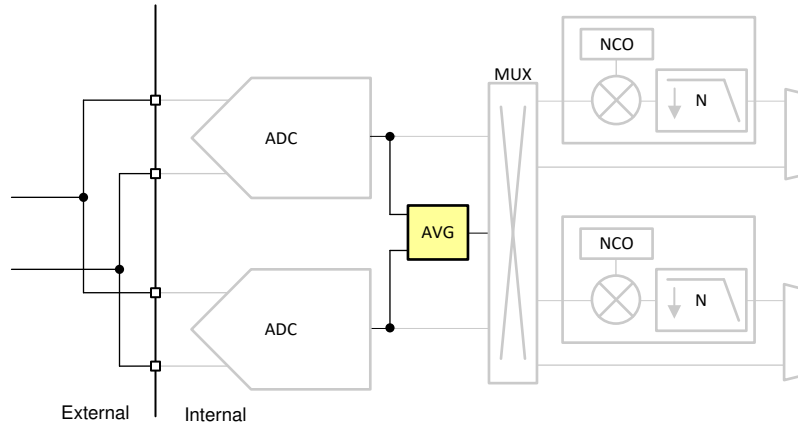 NCO
MUX
N
ADC
AVG
NCO
N
ADC
External
Internal